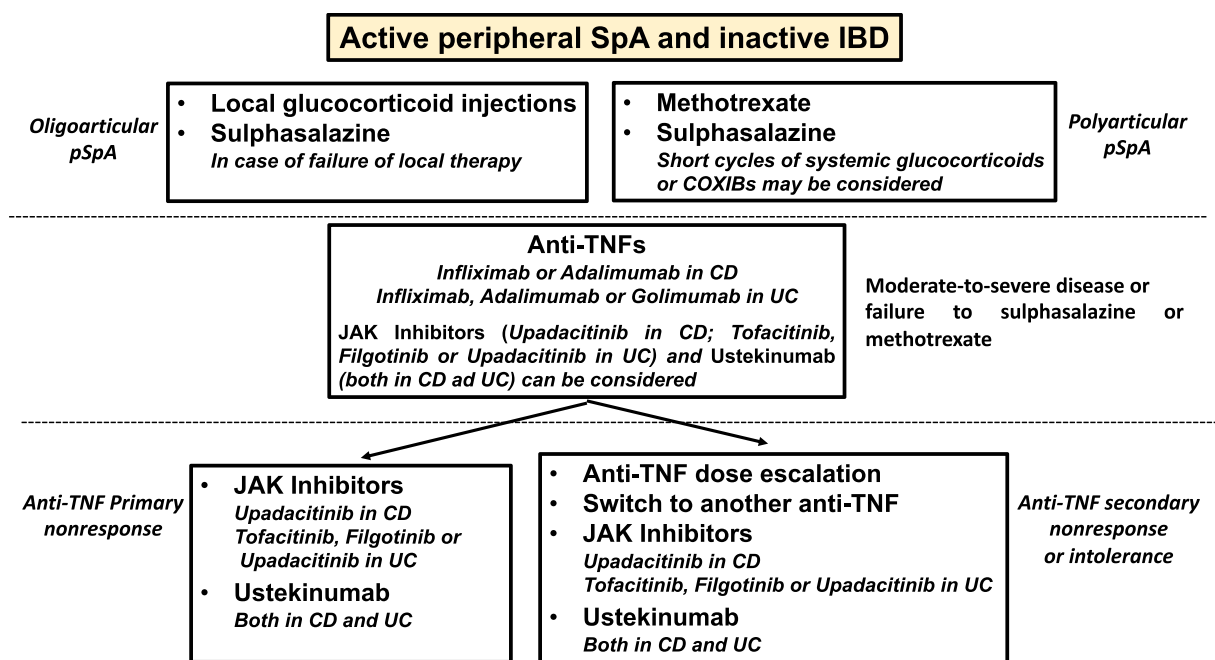 Active peripheral SpA and inactive IBD
Oligoarticular
pSpA
• Local glucocorticoid injections
• Sulphasalazine
In case of failure of local therapy
• Methotrexate
• Sulphasalazine
Short cycles of systemic glucocorticoids
or COXIBs may be considered
Polyarticular
pSpA
Anti-TNFs
Infliximab or Adalimumab in CD
Infliximab, Adalimumab or Golimumab in UC
JAK Inhibitors (Upadacitinib in CD; Tofacitinib,
Filgotinib or Upadacitinib in UC) and Ustekinumab
(both in CD ad UC) can be considered
Moderate-to-severe disease or
failure to sulphasalazine or
methotrexate
Anti-TNF Primary
nonresponse
• JAK Inhibitors
Upadacitinib in CD
Tofacitinib, Filgotinib or
Upadacitinib in UC
• Ustekinumab
Both in CD and UC
• Anti-TNF dose escalation
• Switch to another anti-TNF
• JAK Inhibitors
Upadacitinib in CD
Tofacitinib, Filgotinib or Upadacitinib in UC
• Ustekinumab
Both in CD and UC
Anti-TNF secondary
nonresponse
or intolerance